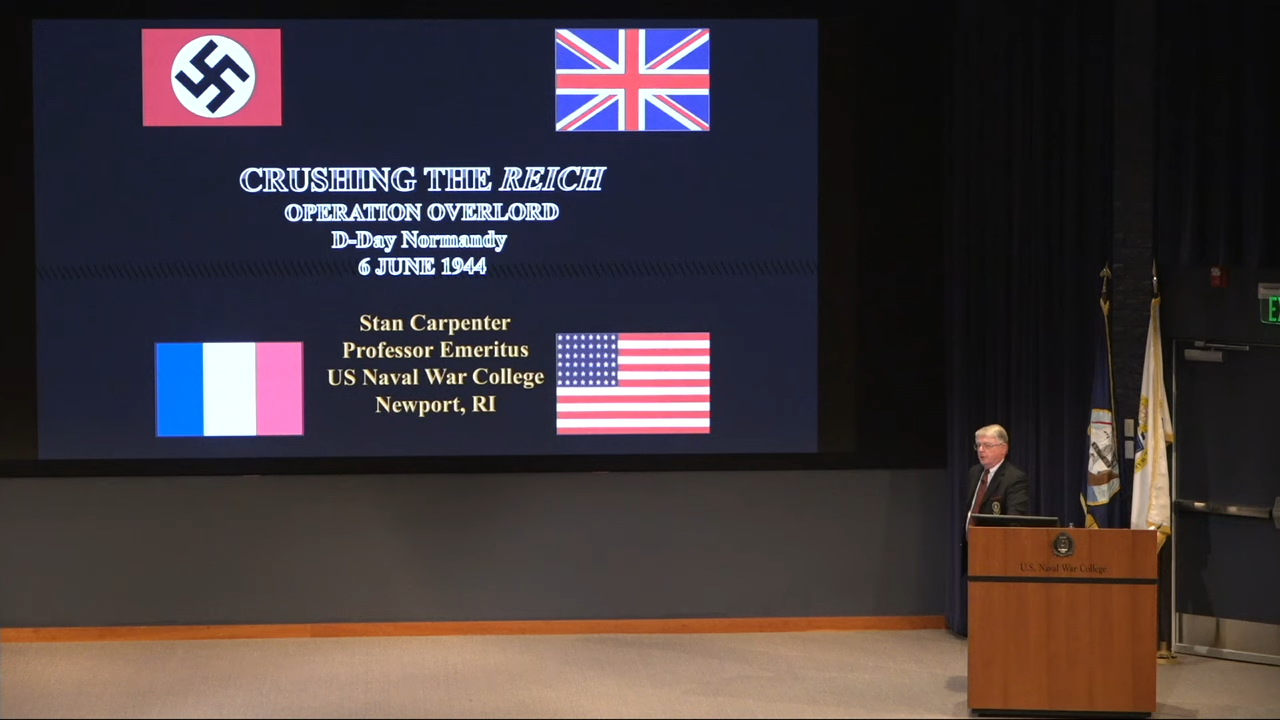 CRUSHING THE REICH
OPERATION OVERLORD
D-Day Normandy
6 JUNE 1944
Stan Carpenter
Professor Emeritus
US Naval War College
Newport, RI
U.S. Naval War College